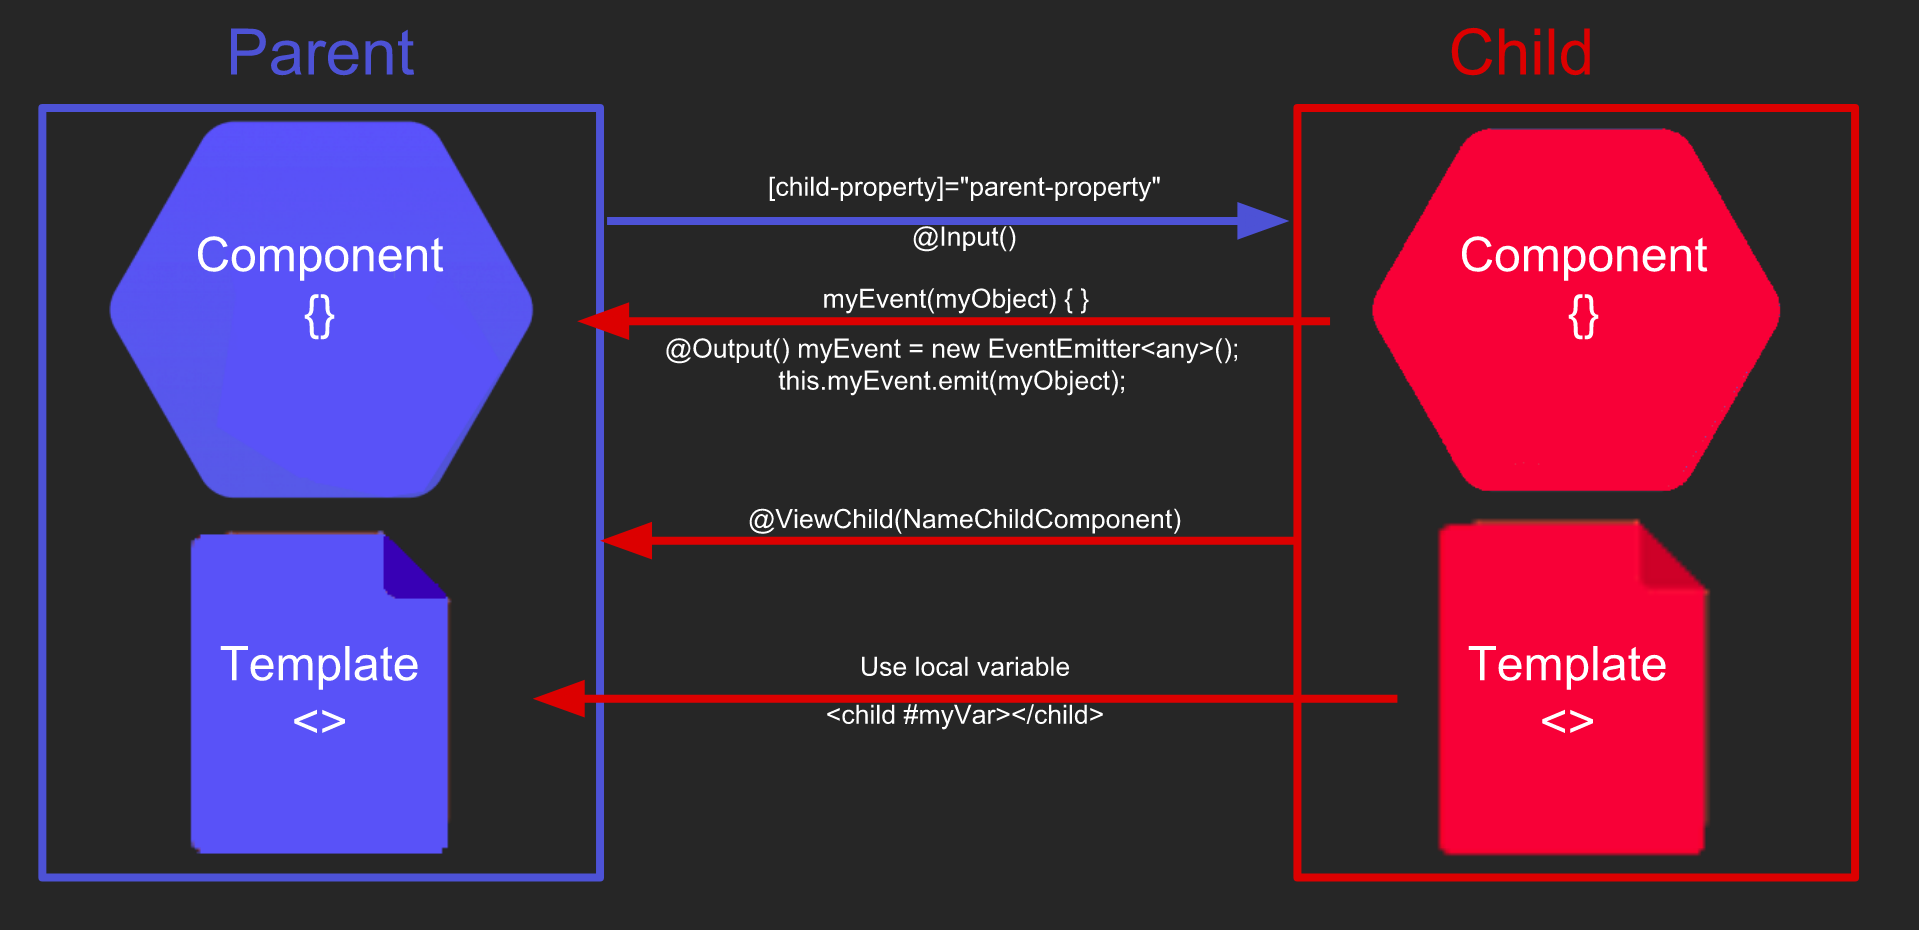 Parent
Child
Component
{}
[child-property]="parent-property"
@Input()
myEvent(myObject) { }
@Output() myEvent = new EventEmitter<any>();
this.myEvent.emit(myObject);
Component
{}
@ViewChild(NameChildComponent)
Template
<>
Use local variable
<child #myVar></child>
Template
<>